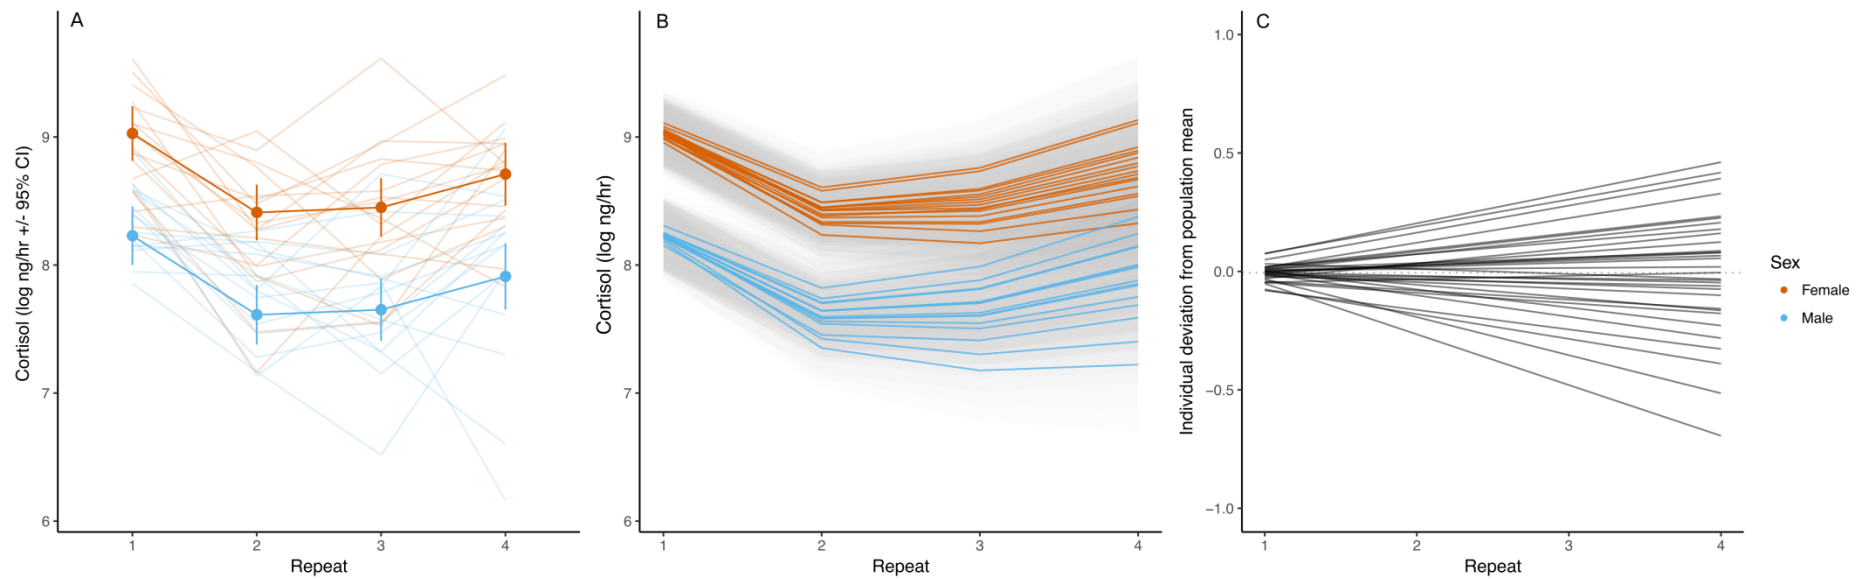 A
Cortisol (log ng/hr +/- 95% CI)
9
8
7
6
1 2 3 4
Repeat
B
Cortisol (log ng/hr)
9
8
7
6
1 2 3 4
Repeat
C
Individual deviation from population mean
1.0
0.5
0.0
−0.5
−1.0
1 2 3 4
Repeat
Sex
Female
Male